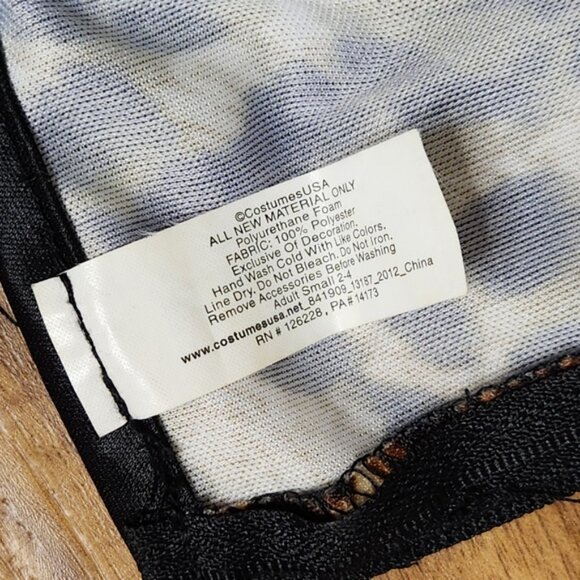 ©CostumesUSA
ALL NEW MATERIAL ONLY
Polyurethane Foam
FABRIC: 100% Polyester
Exclusive Of Decoration.
Hand Wash Cold With Like Colors,
Line Dry. Do Not Bleach. Do Not Iron.
Remove Accessories Before Washing
Adult Small 2-4
www.costumesusa.net_841909_13187_2012_China
RN # 126228 , PA# 14173